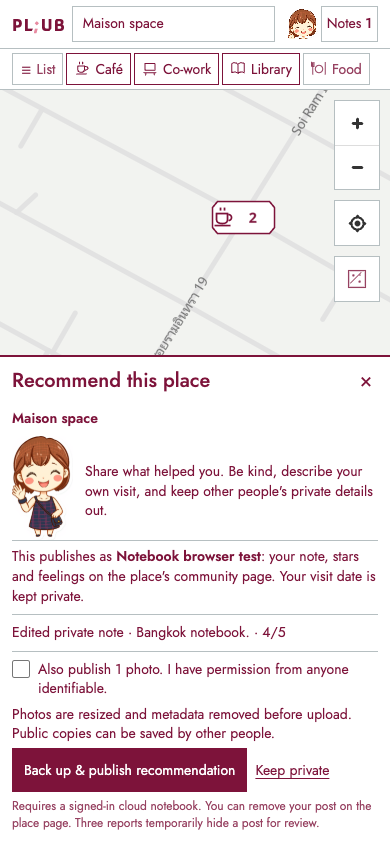 PL;UB
Maison space
Notes 1
List
Café
Co-work
Library
Food
Soi Ram
2
ซอยรามอินทรา 19
Recommend this place
Maison space
Share what helped you. Be kind, describe your
own visit, and keep other people's private details
out.
This publishes as Notebook browser test: your note, stars
and feelings on the place's community page. Your visit date is
kept private.
Edited private note · Bangkok notebook. · 4/5
Also publish 1 photo. I have permission from anyone
identifiable.
Photos are resized and metadata removed before upload.
Public copies can be saved by other people.
Back up & publish recommendation
Keep private
Requires a signed-in cloud notebook. You can remove your post on the
place page. Three reports temporarily hide a post for review.